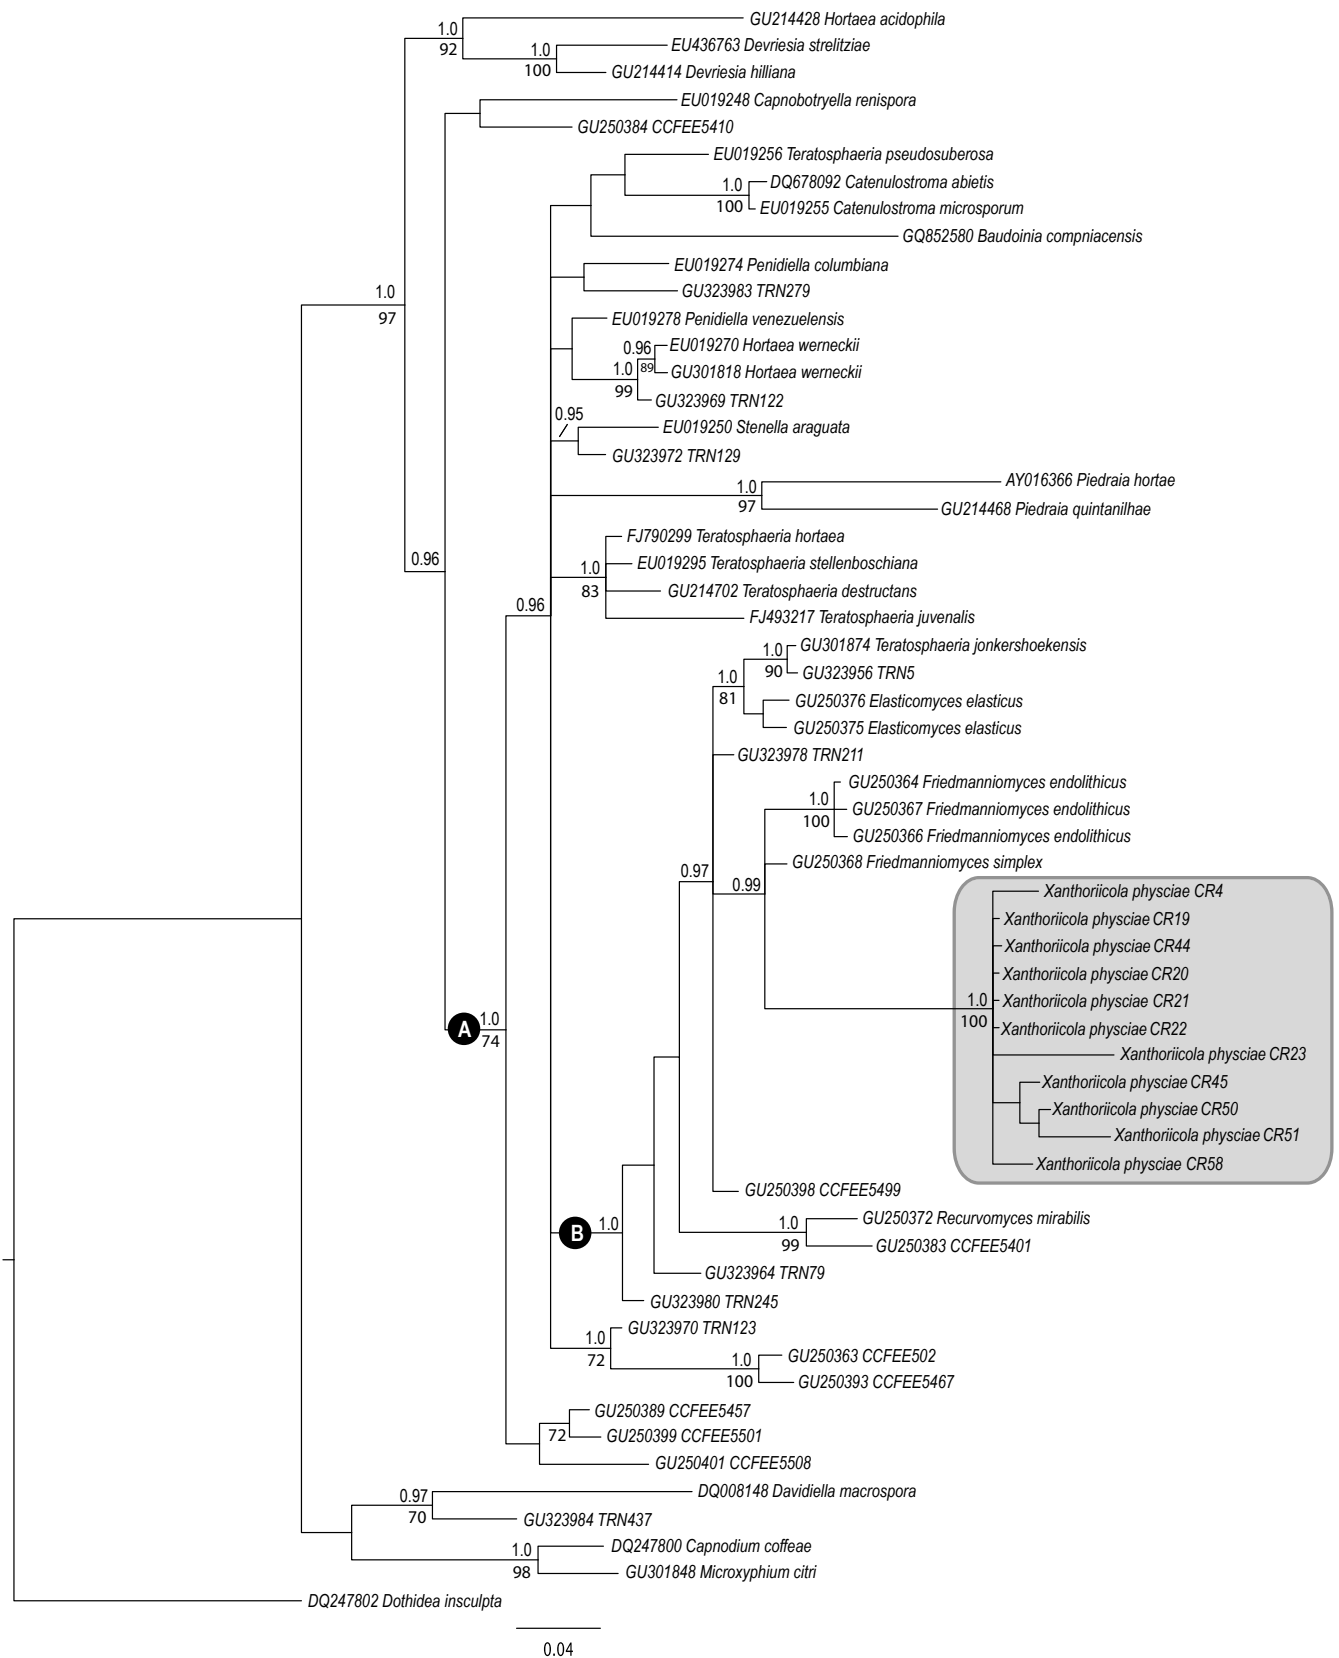 GU214428 Hortaea acidophila
1.0
92
EU436763 Devriesia strelitziae
1.0
100
GU214414 Devriesia hilliana
EU019248 Capnobotryella renispora
GU250384 CCFEE5410
EU019256 Teratosphaeria pseudosuberosa
1.0
100
DQ678092 Catenulostroma abietis
EU019255 Catenulostroma microsporum
GQ852580 Baudoinia compniacensis
EU019274 Penidiella columbiana
GU323983 TRN279
1.0
97
EU019278 Penidiella venezuelensis
0.96
89
EU019270 Hortaea werneckii
1.0
99
GU301818 Hortaea werneckii
GU323969 TRN122
0.95
EU019250 Stenella araguata
GU323972 TRN129
1.0
97
AY016366 Piedraia hortae
GU214468 Piedraia quintanilhae
FJ790299 Teratosphaeria hortaea
0.96
1.0
83
EU019295 Teratosphaeria stellenboschiana
GU214702 Teratosphaeria destructans
0.96
FJ493217 Teratosphaeria juvenalis
1.0
90
GU301874 Teratosphaeria jonkershoekensis
GU323956 TRN5
1.0
81
GU250376 Elasticomyces elasticus
GU250375 Elasticomyces elasticus
GU323978 TRN211
GU250364 Friedmanniomyces endolithicus
1.0
100
GU250367 Friedmanniomyces endolithicus
GU250366 Friedmanniomyces endolithicus
GU250368 Friedmanniomyces simplex
0.97
0.99
Xanthoriicola physciae CR4
Xanthoriicola physciae CR19
Xanthoriicola physciae CR44
Xanthoriicola physciae CR20
1.0
100
Xanthoriicola physciae CR21
Xanthoriicola physciae CR22
A
1.0
74
Xanthoriicola physciae CR23
Xanthoriicola physciae CR45
Xanthoriicola physciae CR50
Xanthoriicola physciae CR51
Xanthoriicola physciae CR58
GU250398 CCFEE5499
B
1.0
1.0
99
GU250372 Recurvomyces mirabilis
GU250383 CCFEE5401
GU323964 TRN79
GU323980 TRN245
GU323970 TRN123
1.0
72
1.0
100
GU250363 CCFEE502
GU250393 CCFEE5467
GU250389 CCFEE5457
72
GU250399 CCFEE5501
GU250401 CCFEE5508
0.97
70
DQ008148 Davidiella macrospora
GU323984 TRN437
1.0
98
DQ247800 Capnodium coffeae
GU301848 Microxyphium citri
DQ247802 Dothidea insculpta
0.04